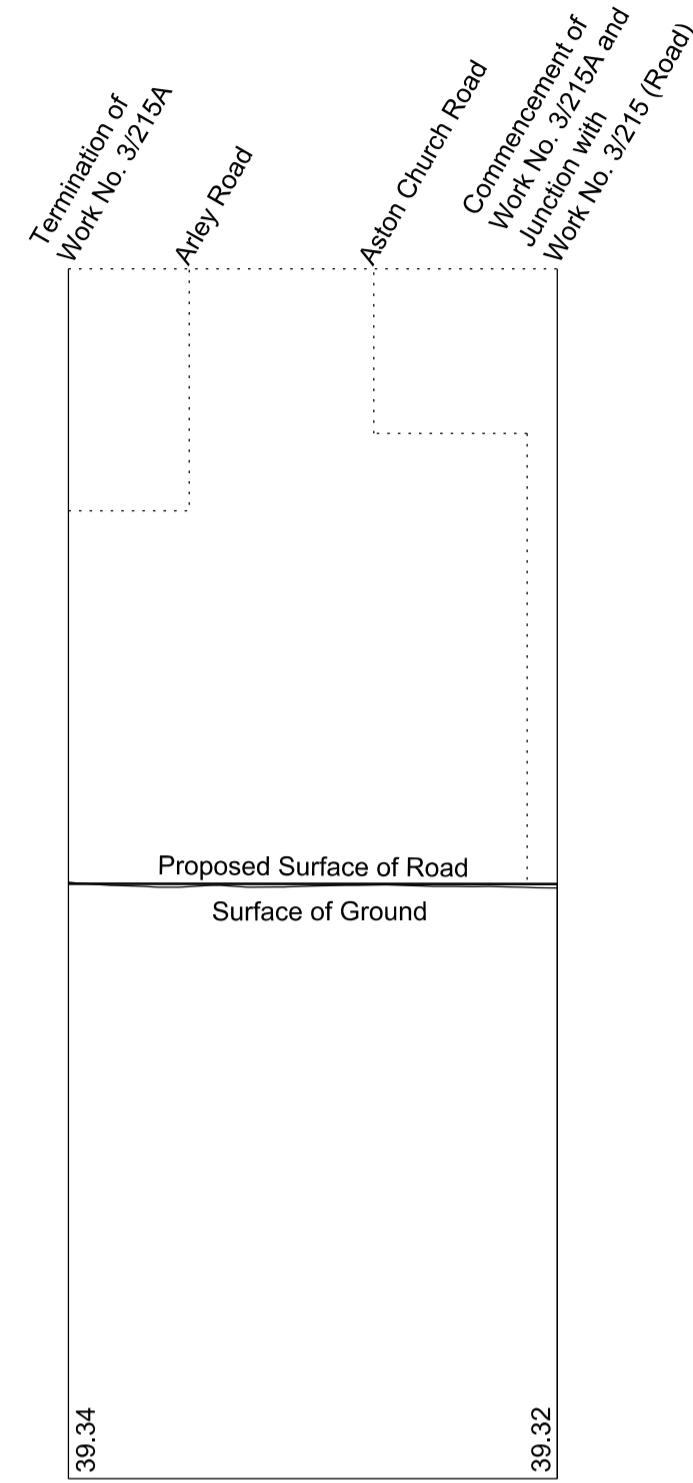 Termination of
Work No. 3/215A
Arley Road
Aston Church Road
Commencement of
Work No. 3/215A and
Junction with
Work No. 3/215 (Road)
Proposed Surface of Road
Surface of Ground
39.34
39.32